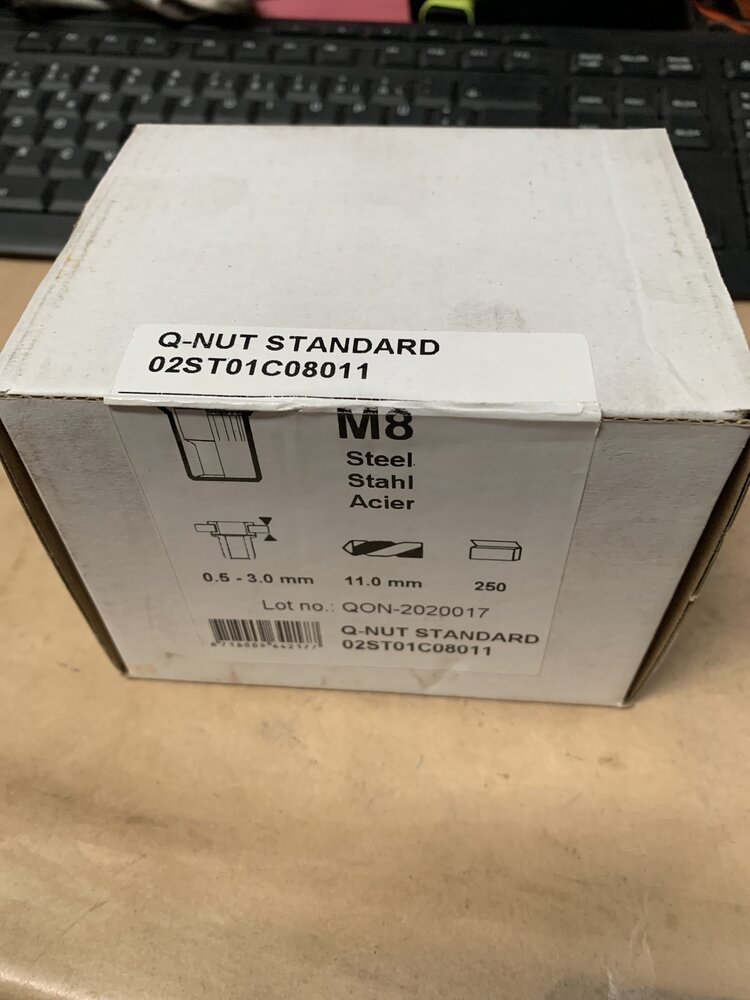 Q-NUT STANDARD
02ST01C08011
M8
Steel
Stahl
Acier
0.5 - 3.0 mm
11.0 mm
250
Lot no.: QON-2020017
Q-NUT STANDARD
02ST01C08011